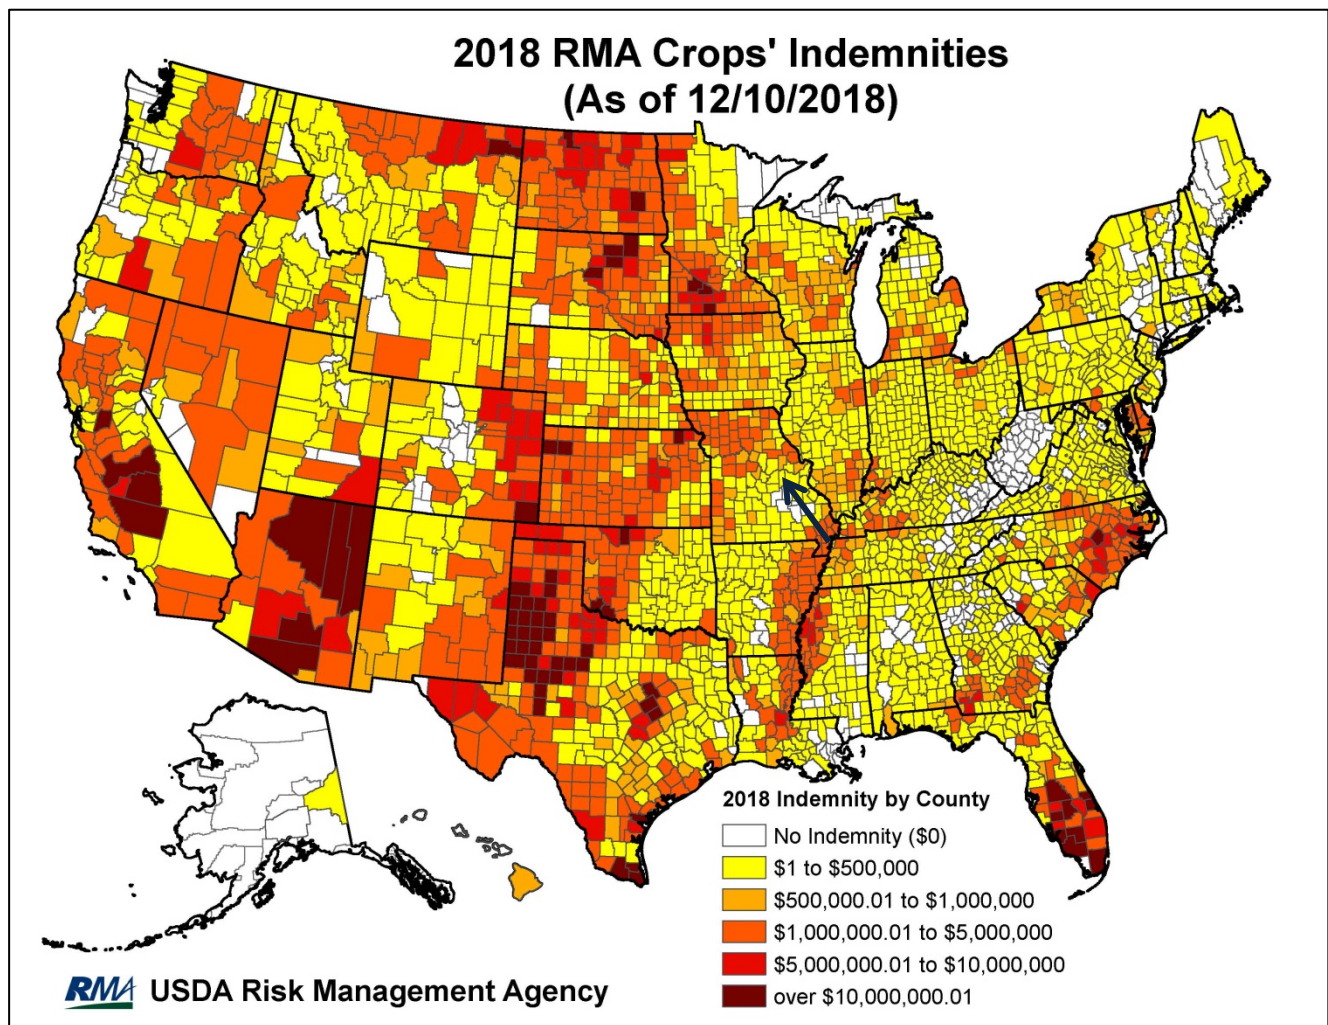 2018 RMA Crops' Indemnities
(As of 12/10/2018)
2018 Indemnity by County
No Indemnity ($0)
$1 to $500,000
$500,000.01 to $1,000,000
$1,000,000.01 to $5,000,000
$5,000,000.01 to $10,000,000
over $10,000,000.01
RMA USDA Risk Management Agency